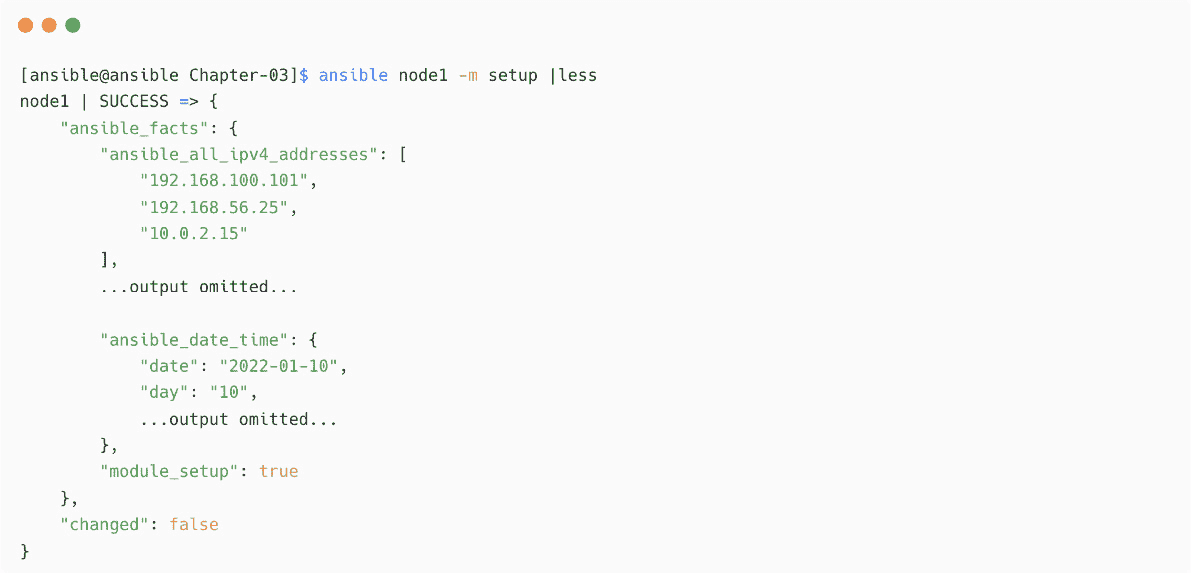 [ansible@ansible Chapter-03]$ ansible node1 -m setup |less
node1 | SUCCESS => {
    "ansible_facts": {
        "ansible_all_ipv4_addresses": [
            "192.168.100.101",
            "192.168.56.25",
            "10.0.2.15"
        ],
        ...output omitted...

        "ansible_date_time": {
            "date": "2022-01-10",
            "day": "10",
            ...output omitted...
        },
        "module_setup": true
    },
    "changed": false
}